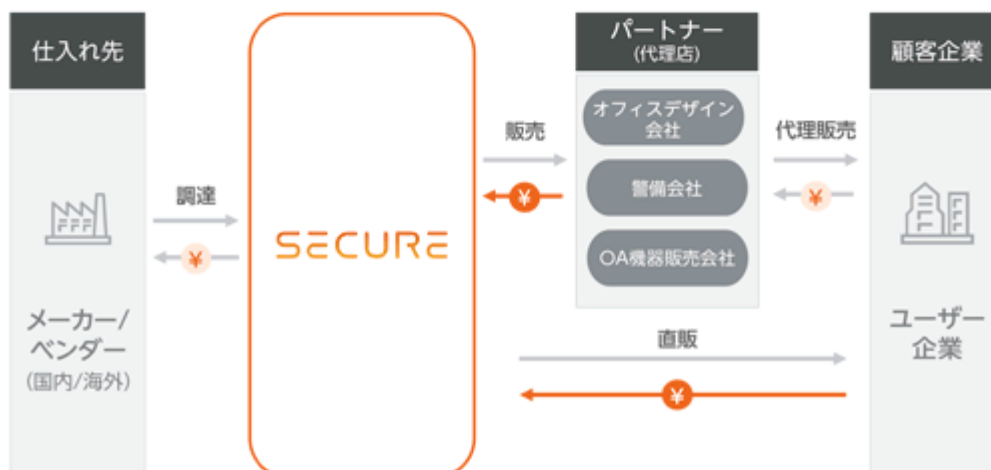 仕入れ先
メーカー/
ベンダー
(国内/海外)
調達
¥
SECURE
販売
¥
パートナー
(代理店)
オフィスデザイン
会社
警備会社
OA機器販売会社
代理販売
¥
直販
¥
顧客企業
ユーザー
企業